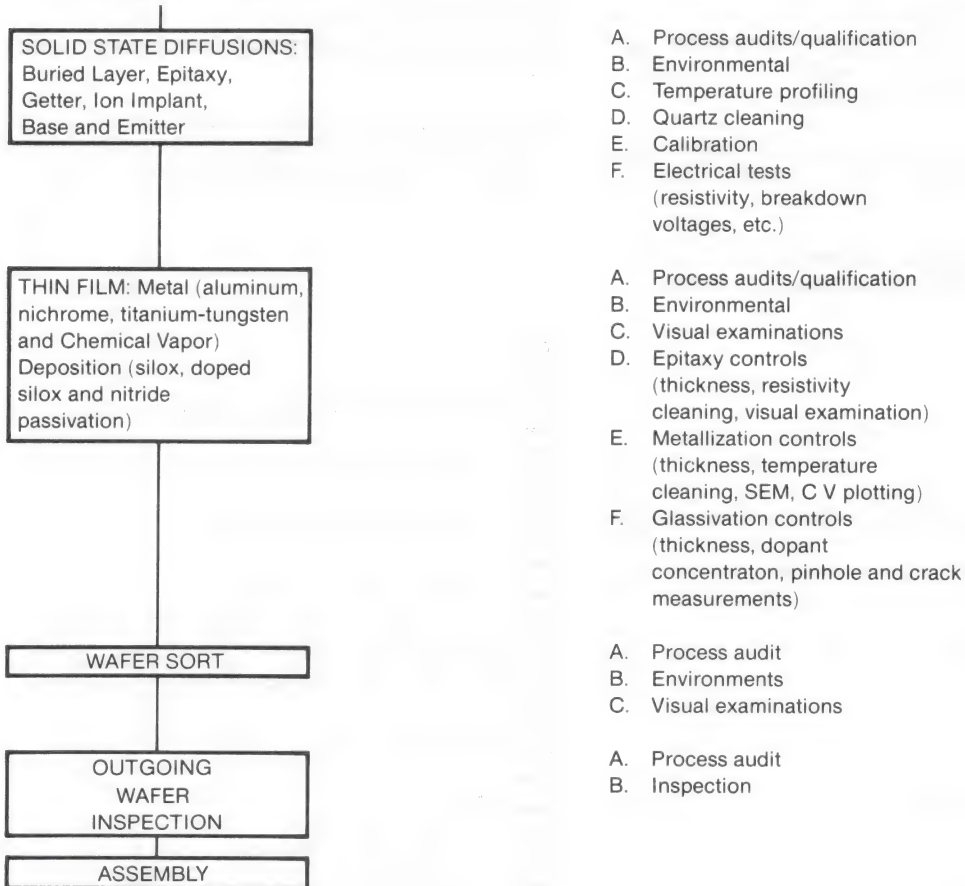 SOLID STATE DIFFUSIONS:
Buried Layer, Epitaxy,
Getter, Ion Implant,
Base and Emitter
A. Process audits/qualification
B. Environmental
C. Temperature profiling
D. Quartz cleaning
E. Calibration
F. Electrical tests
(resistivity, breakdown
voltages, etc.)
THIN FILM: Metal (aluminum,
nichrome, titanium-tungsten
and Chemical Vapor)
Deposition (silox, doped
silox and nitride
passivation)
A. Process audits/qualification
B. Environmental
C. Visual examinations
D. Epitaxy controls
(thickness, resistivity
cleaning, visual examination)
E. Metallization controls
(thickness, temperature
cleaning, SEM, C V plotting)
F. Glassivation controls
(thickness, dopant
concentraton, pinhole and crack
measurements)
WAFER SORT
A. Process audit
B. Environments
C. Visual examinations
OUTGOING
WAFER
INSPECTION
A. Process audit
B. Inspection
ASSEMBLY